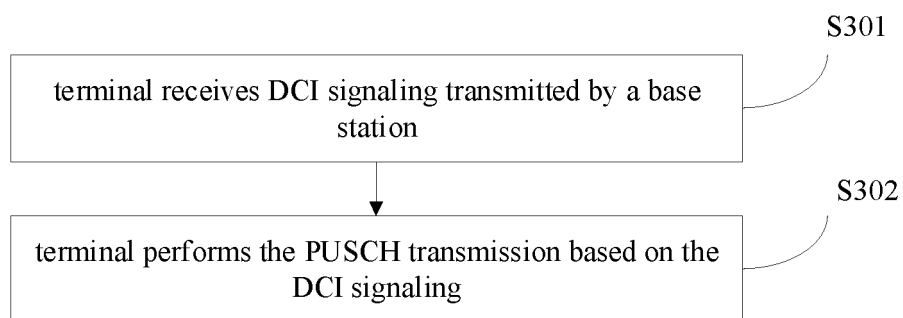 S301
terminal receives DCI signaling transmitted by a base
station
S302
terminal performs the PUSCH transmission based on the
DCI signaling